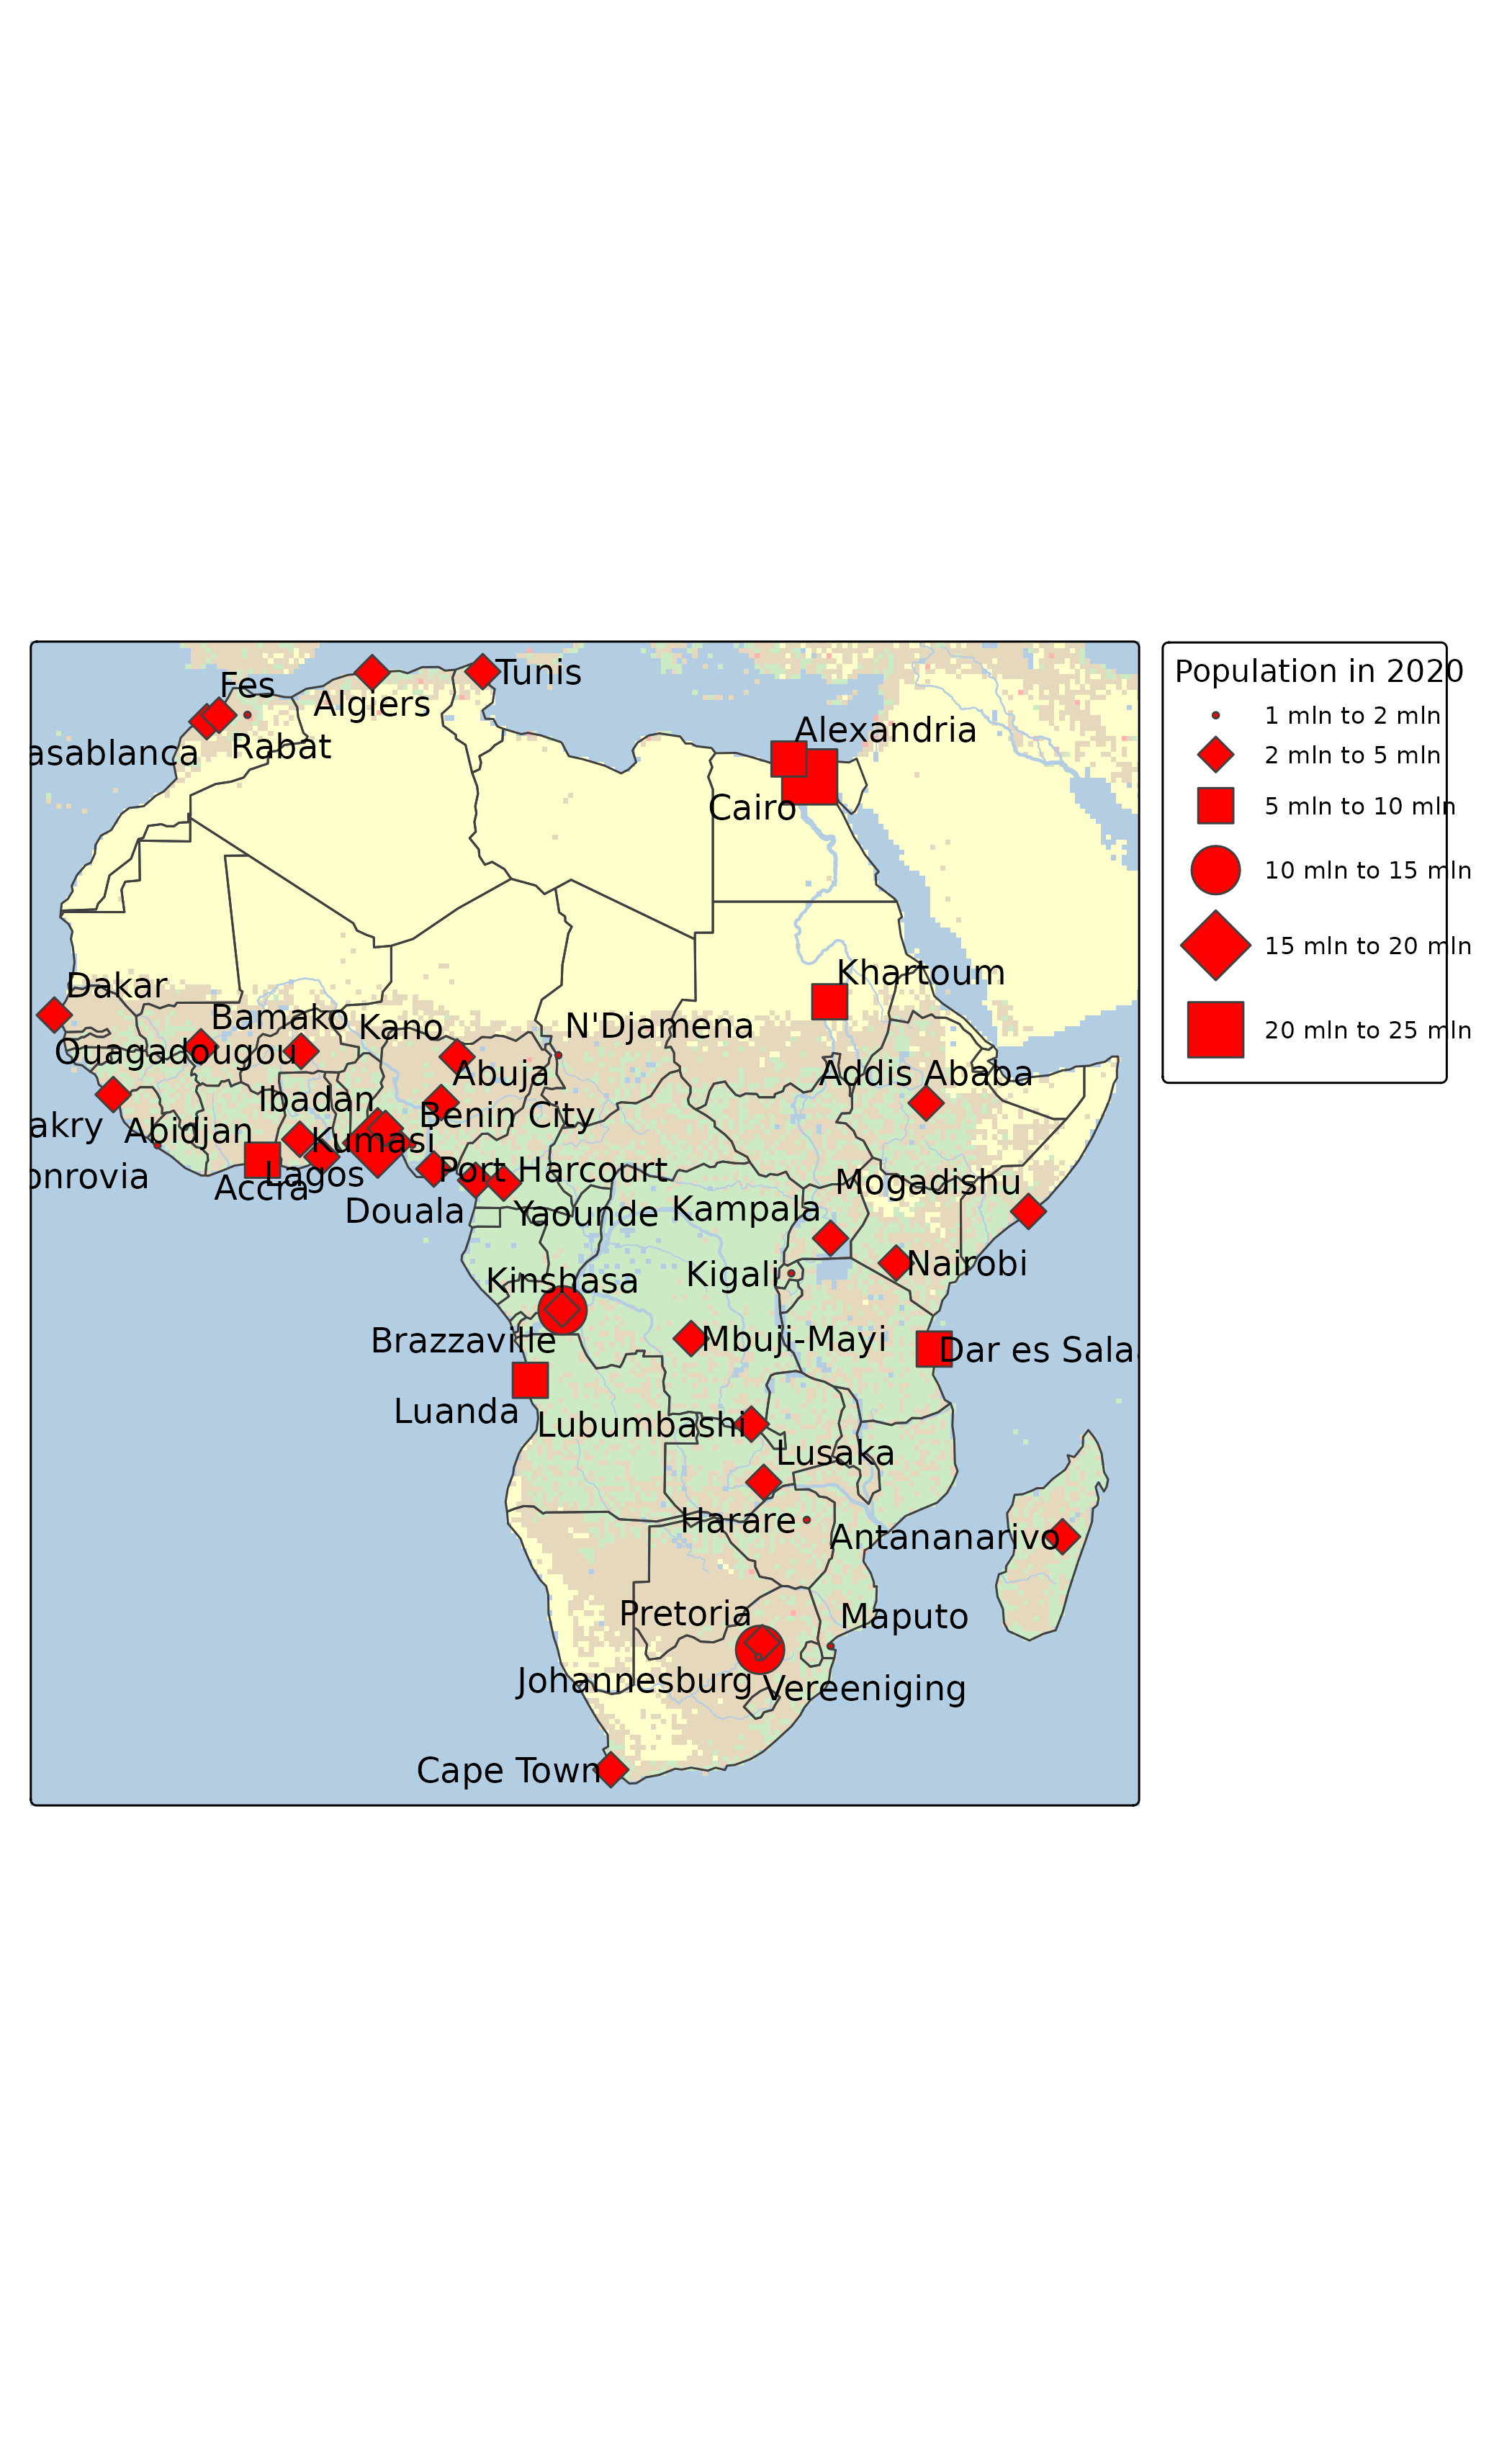 Population in 2020
1 mln to 2 mln
2 mln to 5 mln
5 mln to 10 mln
10 mln to 15 mln
15 mln to 20 mln
20 mln to 25 mln
Tunis
Fes
Algiers
Alexandria
Rabat
asablanca
Cairo
Khartoum
Dakar
Bamako
Kano
N'Djamena
Ouagadougou
Abuja
Addis Ababa
Ibadan
Benin City
akry
Abidjan
Kumasi
onrovia
Lagos
Port Harcourt
Accra
Mogadishu
Douala
Yaounde
Kampala
Nairobi
Kigali
Kinshasa
Brazzaville
Mbuji-Mayi
Dar es Sala
Luanda
Lubumbashi
Lusaka
Harare
Antananarivo
Pretoria
Maputo
Johannesburg
Vereeniging
Cape Town